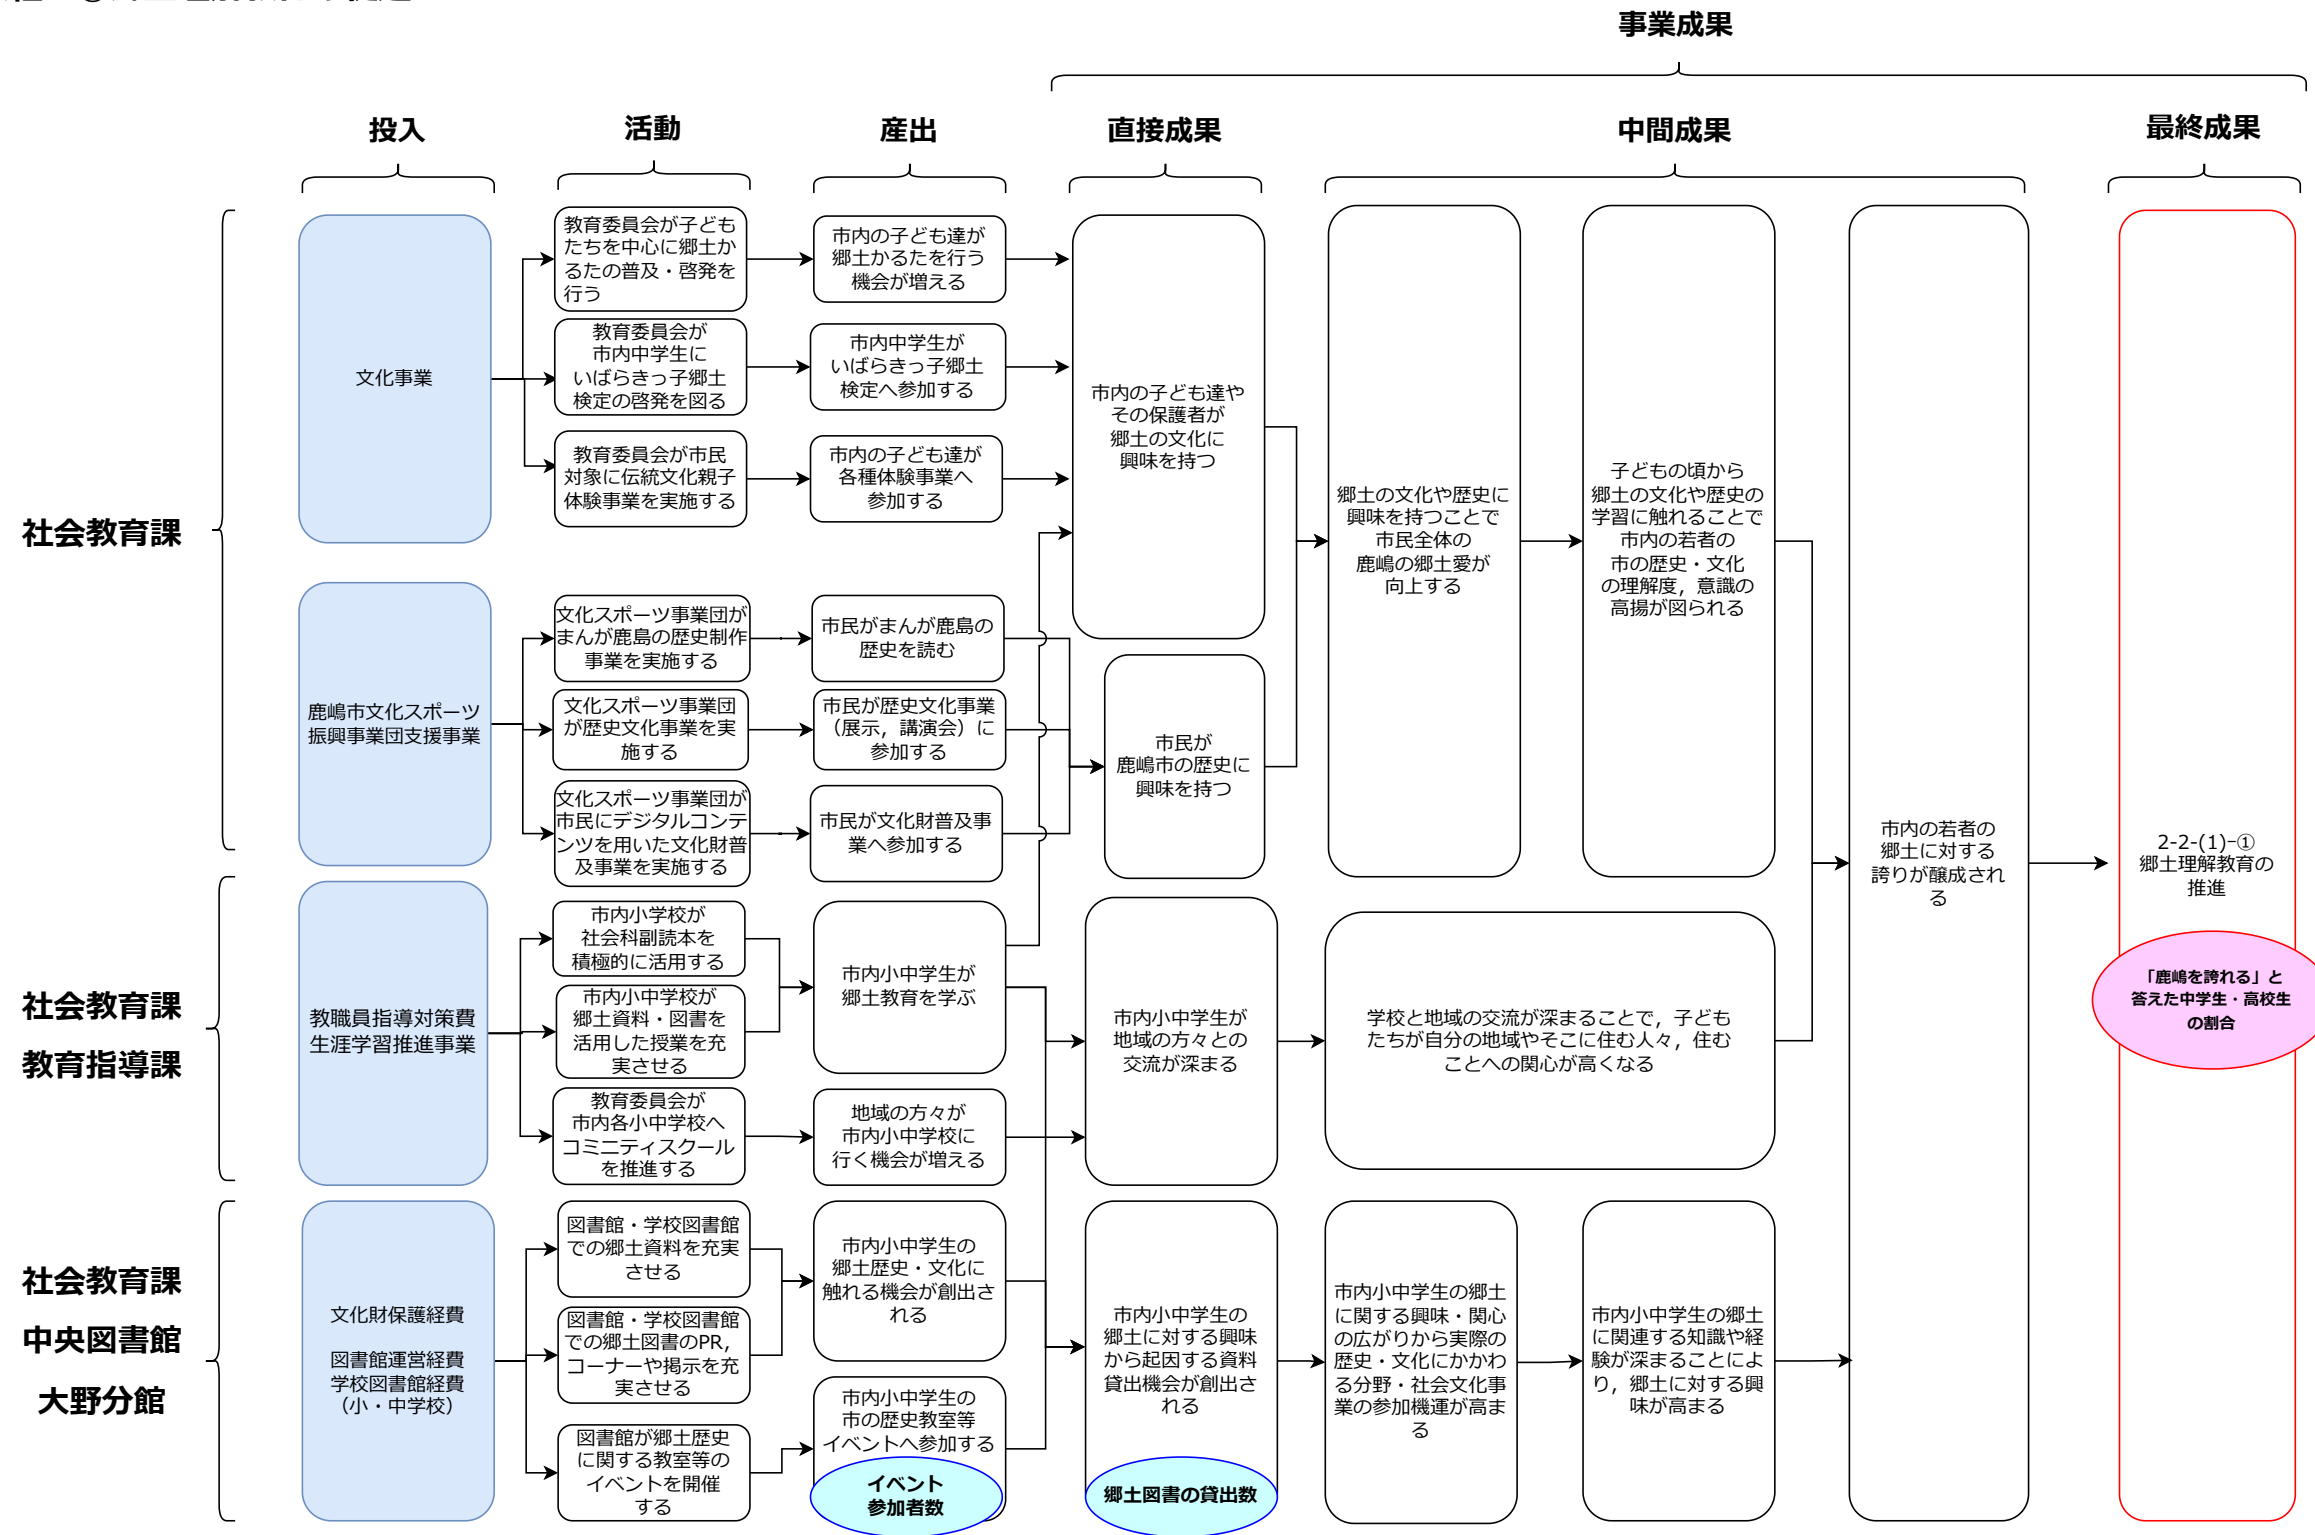 事業成果
投入
活動
産出
直接成果
中間成果
最終成果
社会教育課
文化事業
教育委員会が子ども
たちを中心に郷土か
るたの普及・啓発を
行う
市内の子ども達が
郷土かるたを行う
機会が増える
教育委員会が
市内中学生に
いばらきっ子郷土
検定の啓発を図る
市内中学生が
いばらきっ子郷土
検定へ参加する
教育委員会が市民
対象に伝統文化親子
体験事業を実施する
市内の子ども達が
各種体験事業へ
参加する
市内の子ども達や
その保護者が
郷土の文化に
興味を持つ
郷土の文化や歴史に
興味を持つことで
市民全体の
鹿嶋の郷土愛が
向上する
子どもの頃から
郷土の文化や歴史の
学習に触れることで
市内の若者の
市の歴史・文化
の理解度，意識の
高揚が図られる
鹿嶋市文化スポーツ
振興事業団支援事業
文化スポーツ事業団が
まんが鹿島の歴史制作
事業を実施する
市民がまんが鹿島の
歴史を読む
文化スポーツ事業団
が歴史文化事業を実
施する
市民が歴史文化事業
（展示，講演会）に
参加する
文化スポーツ事業団が
市民にデジタルコンテ
ンツを用いた文化財普
及事業を実施する
市民が文化財普及事
業へ参加する
市民が
鹿嶋市の歴史に
興味を持つ
市内の若者の
郷土に対する
誇りが醸成され
る
2-2-(1)-①
郷土理解教育の
推進
「鹿嶋を誇れる」と
答えた中学生・高校生
の割合
社会教育課
教育指導課
教職員指導対策費
生涯学習推進事業
市内小学校が
社会科副読本を
積極的に活用する
市内小中学校が
郷土資料・図書を
活用した授業を充
実させる
市内小中学生が
郷土教育を学ぶ
教育委員会が
市内各小中学校へ
コミニティスクール
を推進する
地域の方々が
市内小中学校に
行く機会が増える
市内小中学生が
地域の方々との
交流が深まる
学校と地域の交流が深まることで，子ども
たちが自分の地域やそこに住む人々，住む
ことへの関心が高くなる
社会教育課
中央図書館
大野分館
文化財保護経費
図書館運営経費
学校図書館経費
（小・中学校）
図書館・学校図書館
での郷土資料を充実
させる
図書館・学校図書館
での郷土図書のPR，
コーナーや掲示を充
実させる
市内小中学生の
郷土歴史・文化に
触れる機会が創出さ
れる
図書館が郷土歴史
に関する教室等の
イベントを開催
する
市内小中学生の
市の歴史教室等
イベントへ参加する
イベント
参加者数
市内小中学生の
郷土に対する興味
から起因する資料
貸出機会が創出さ
れる
郷土図書の貸出数
市内小中学生の郷土
に関する興味・関心
の広がりから実際の
歴史・文化にかかわ
る分野・社会文化事
業の参加機運が高ま
る
市内小中学生の郷土
に関連する知識や経
験が深まることによ
り，郷土に対する興
味が高まる